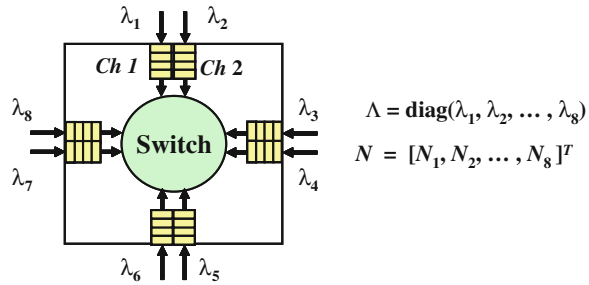 λ₁ λ₂
Ch 1 Ch 2
λ₈ λ₃
Switch
λ₇ λ₄
λ₆ λ₅
Λ = diag(λ₁, λ₂, … , λ₈)
N = [N₁, N₂, … , N₈ ]ᵀ